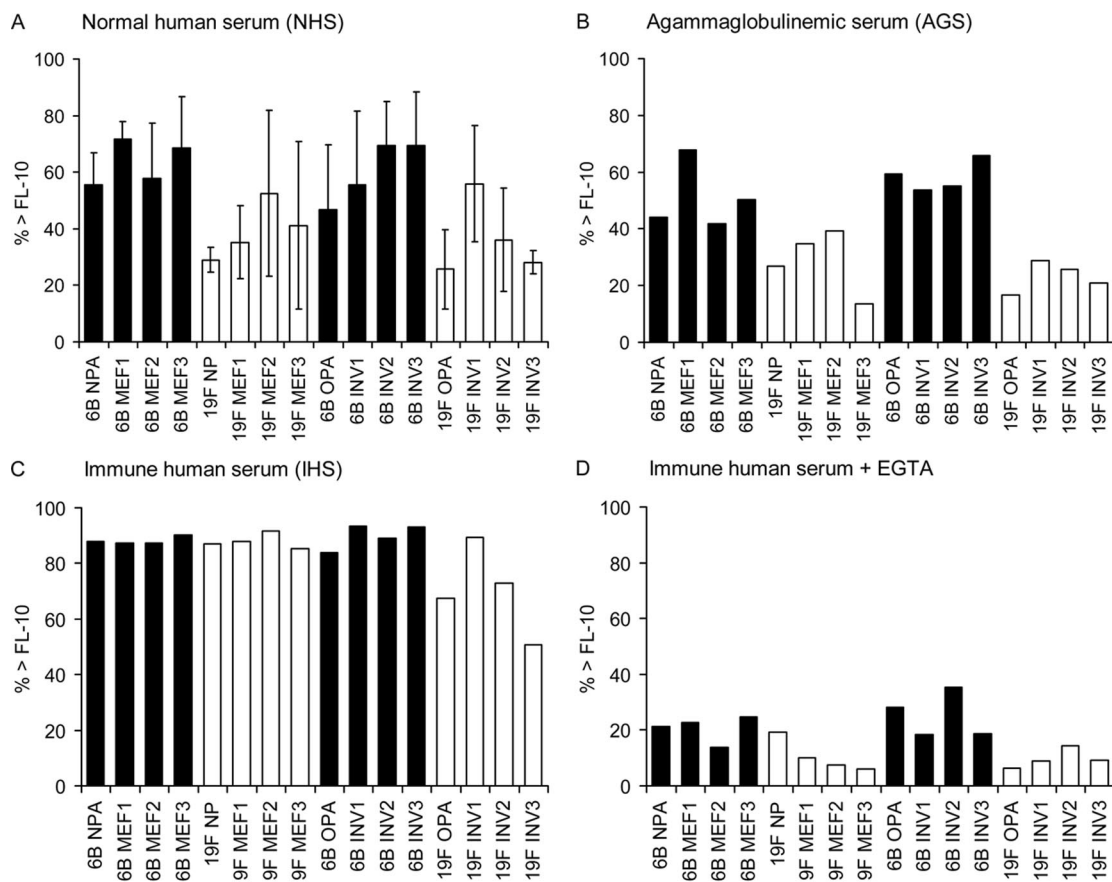 A Normal human serum (NHS)
100
80
60
40
20
0
% > FL-10
6B NPA
6B MEF1
6B MEF2
6B MEF3
19F NP
19F MEF1
19F MEF2
19F MEF3
6B OPA
6B INV1
6B INV2
6B INV3
19F OPA
19F INV1
19F INV2
19F INV3
B Agammaglobulinemic serum (AGS)
100
80
60
40
20
0
% > FL-10
6B NPA
6B MEF1
6B MEF2
6B MEF3
19F NP
19F MEF1
19F MEF2
19F MEF3
6B OPA
6B INV1
6B INV2
6B INV3
19F OPA
19F INV1
19F INV2
19F INV3
C Immune human serum (IHS)
100
80
60
40
20
0
% > FL-10
6B NPA
6B MEF1
6B MEF2
6B MEF3
19F NP
9F MEF1
9F MEF2
9F MEF3
6B OPA
6B INV1
6B INV2
6B INV3
19F OPA
19F INV1
19F INV2
19F INV3
D Immune human serum + EGTA
100
80
60
40
20
0
% > FL-10
6B NPA
6B MEF1
6B MEF2
6B MEF3
19F NP
9F MEF1
9F MEF2
9F MEF3
6B OPA
6B INV1
6B INV2
6B INV3
19F OPA
19F INV1
19F INV2
19F INV3